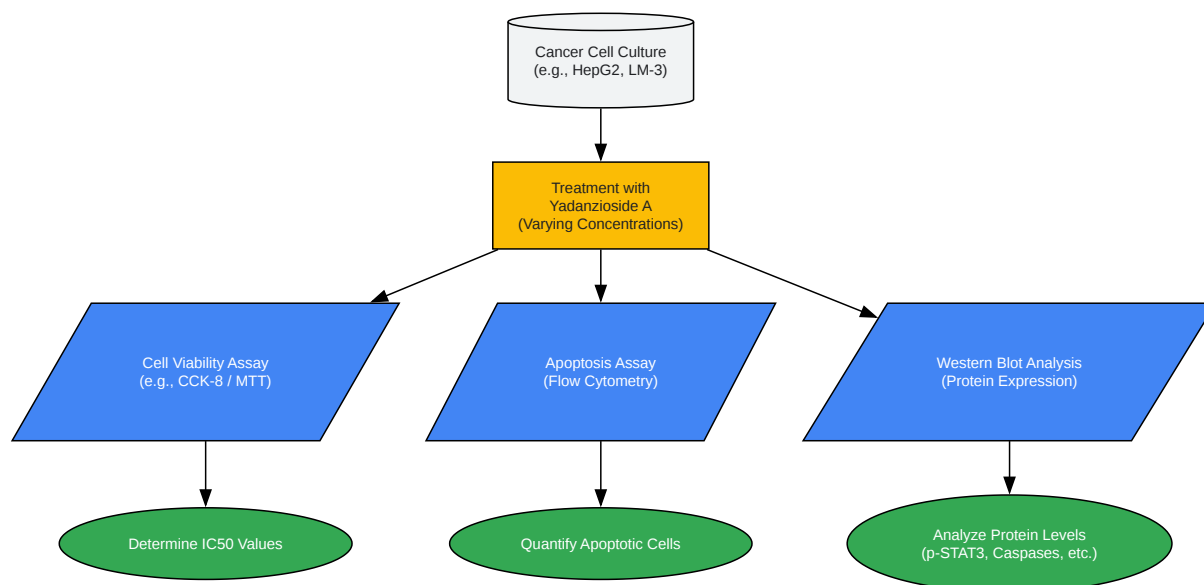 Cancer Cell Culture
(e.g., HepG2, LM-3)
Treatment with
Yadanzioside A
(Varying Concentrations)
Cell Viability Assay
(e.g., CCK-8 / MTT)
Apoptosis Assay
(Flow Cytometry)
Western Blot Analysis
(Protein Expression)
Determine IC50 Values
Quantify Apoptotic Cells
Analyze Protein Levels
(p-STAT3, Caspases, etc.)